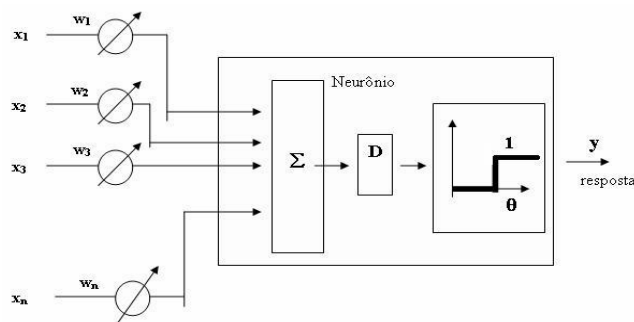 w₁
x₁
Neurônio
w₂
x₂
w₃
x₃
Σ
D
1
θ
y
resposta
wₙ
xₙ